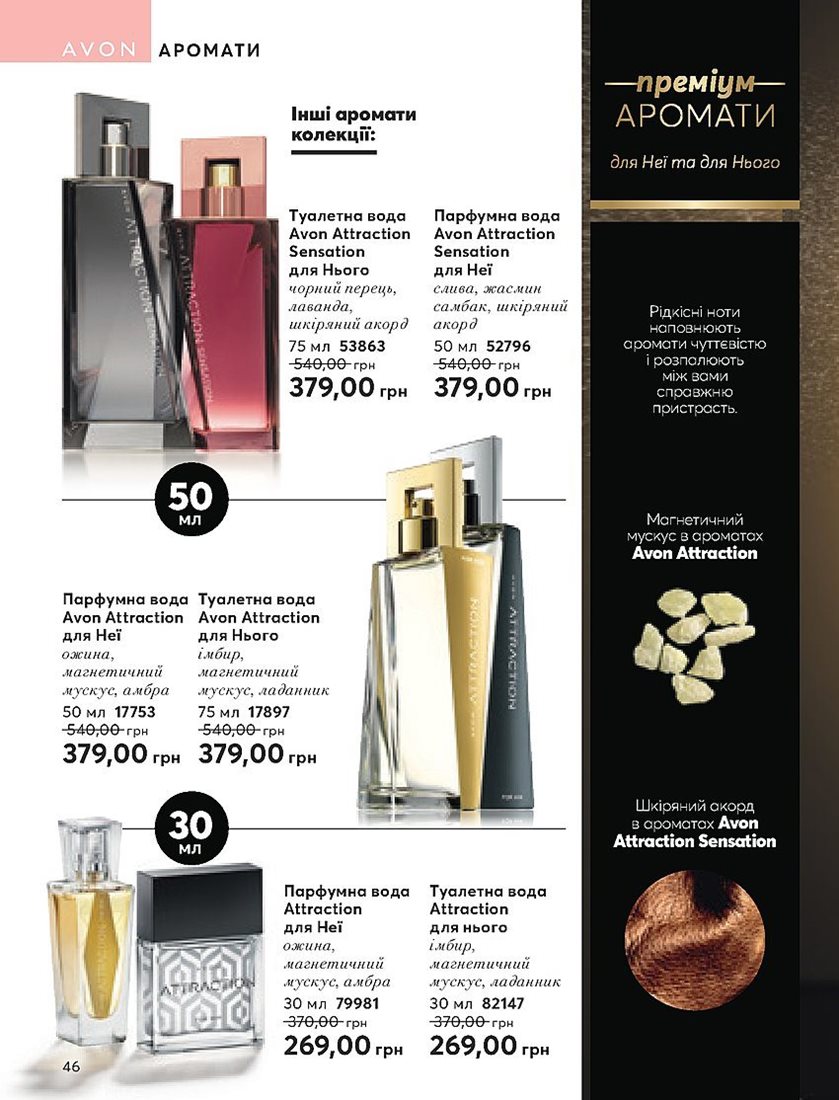 AVON АРОМАТИ
Інші аромати
колекції:
Туалетна вода
Avon Attraction
Sensation
для Нього
чорний перець,
лаванда,
шкіряний акорд
75 мл 53863
540,00 грн
379,00 грн
Парфумна вода
Avon Attraction
Sensation
для Неї
слива, жасмин
самбак, шкіряний
акорд
50 мл 52796
540,00 грн
379,00 грн
ATTRACTION
ATTRACTION SENSATION
50
МЛ
Парфумна вода
Avon Attraction
для Неї
ожина,
магнетичний
мускус, амбра
50 мл 17753
540,00 грн
379,00 грн
Туалетна вода
Avon Attraction
для Нього
імбир,
магнетичний
мускус, ладанник
75 мл 17897
540,00 грн
379,00 грн
ATTRACTION
ATTRACTION
30
МЛ
ATTRACTION
ATTRACTION
Парфумна вода
Attraction
для Неї
ожина,
магнетичний
мускус, амбра
30 мл 79981
370,00 грн
269,00 грн
Туалетна вода
Attraction
для нього
імбир,
магнетичний
мускус, ладанник
30 мл 82147
370,00 грн
269,00 грн
46
преміум
АРОМАТИ
для Неї та для Нього
Рідкісні ноти
наповнюють
аромати чуттєвістю
і розпалюють
між вами
справжню
пристрасть.
Магнетичний
мускус в ароматах
Avon Attraction
Шкіряний акорд
в ароматах Avon
Attraction Sensation